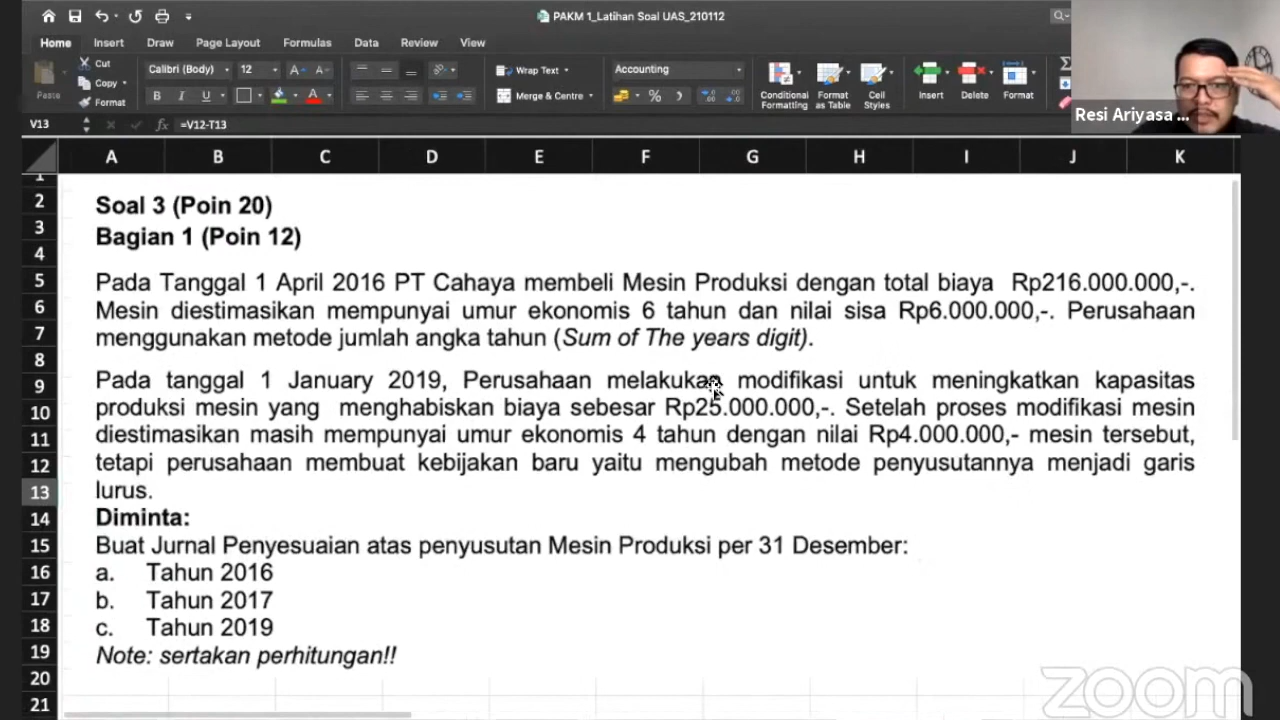 PAKM 1_Latihan Soal UAS_210112
Home Insert Draw Page Layout Formulas Data Review View
Cut
Copy
Format
Paste
Calibri (Body) 12
B I U
Wrap Text
Merge & Centre
Accounting
Conditional Formatting
Format as Table
Cell Styles
Insert Delete Format
Resi Ariyasa ...
V13 fx =V12-T13
A B C D E F G H I J K
1
2 Soal 3 (Poin 20)
3 Bagian 1 (Poin 12)
4
5 Pada Tanggal 1 April 2016 PT Cahaya membeli Mesin Produksi dengan total biaya Rp216.000.000,-.
6 Mesin diestimasikan mempunyai umur ekonomis 6 tahun dan nilai sisa Rp6.000.000,-. Perusahaan
7 menggunakan metode jumlah angka tahun (Sum of The years digit).
8
9 Pada tanggal 1 January 2019, Perusahaan melakukan modifikasi untuk meningkatkan kapasitas
10 produksi mesin yang menghabiskan biaya sebesar Rp25.000.000,-. Setelah proses modifikasi mesin
11 diestimasikan masih mempunyai umur ekonomis 4 tahun dengan nilai Rp4.000.000,- mesin tersebut,
12 tetapi perusahaan membuat kebijakan baru yaitu mengubah metode penyusutannya menjadi garis
13 lurus.
14 Diminta:
15 Buat Jurnal Penyesuaian atas penyusutan Mesin Produksi per 31 Desember:
16 a. Tahun 2016
17 b. Tahun 2017
18 c. Tahun 2019
19 Note: sertakan perhitungan!!
20
21
zoom